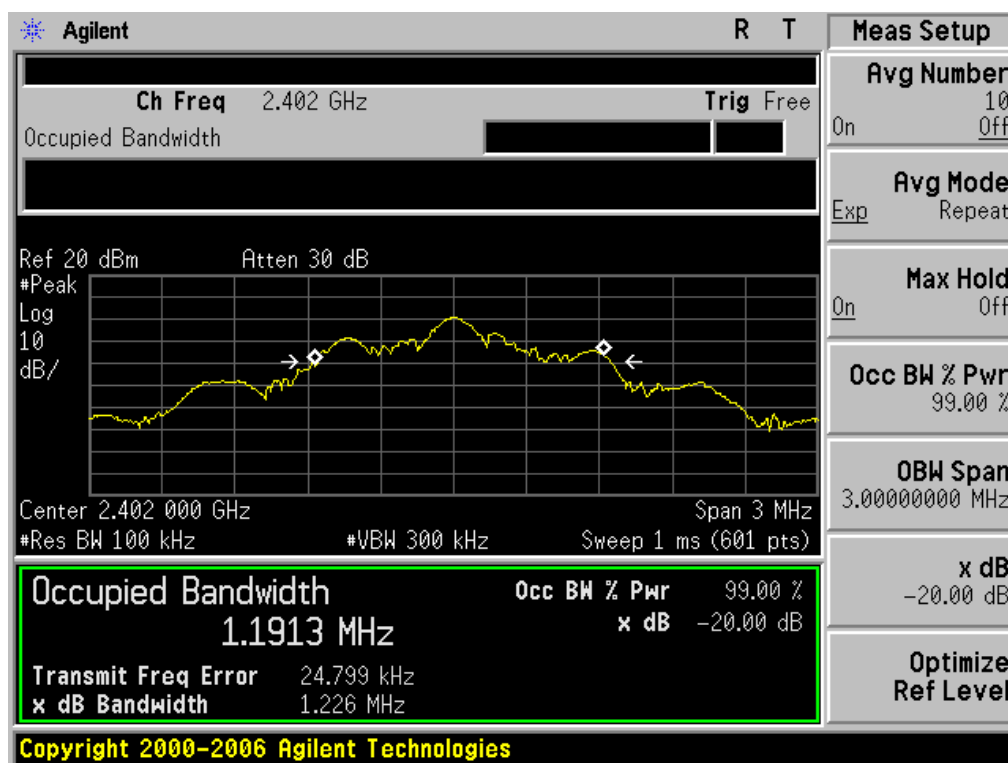 Agilent R T
Ch Freq 2.402 GHz Trig Free
Occupied Bandwidth
Ref 20 dBm Atten 30 dB
#Peak
Log
10
dB/
Center 2.402 000 GHz Span 3 MHz
#Res BW 100 kHz #VBW 300 kHz Sweep 1 ms (601 pts)
Occupied Bandwidth Occ BW % Pwr 99.00 %
1.1913 MHz x dB -20.00 dB
Transmit Freq Error 24.799 kHz
x dB Bandwidth 1.226 MHz
Copyright 2000-2006 Agilent Technologies
Meas Setup
Avg Number
10
On Off
Avg Mode
Exp Repeat
Max Hold
On Off
Occ BW % Pwr
99.00 %
OBW Span
3.00000000 MHz
x dB
-20.00 dB
Optimize
Ref Level